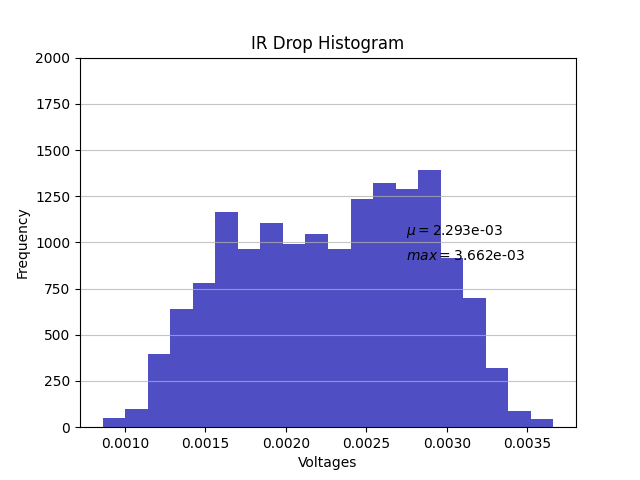 IR Drop Histogram
2000
1750
1500
1250
1000
750
500
250
0
Frequency
μ = 2.293e-03
max = 3.662e-03
0.0010 0.0015 0.0020 0.0025 0.0030 0.0035
Voltages